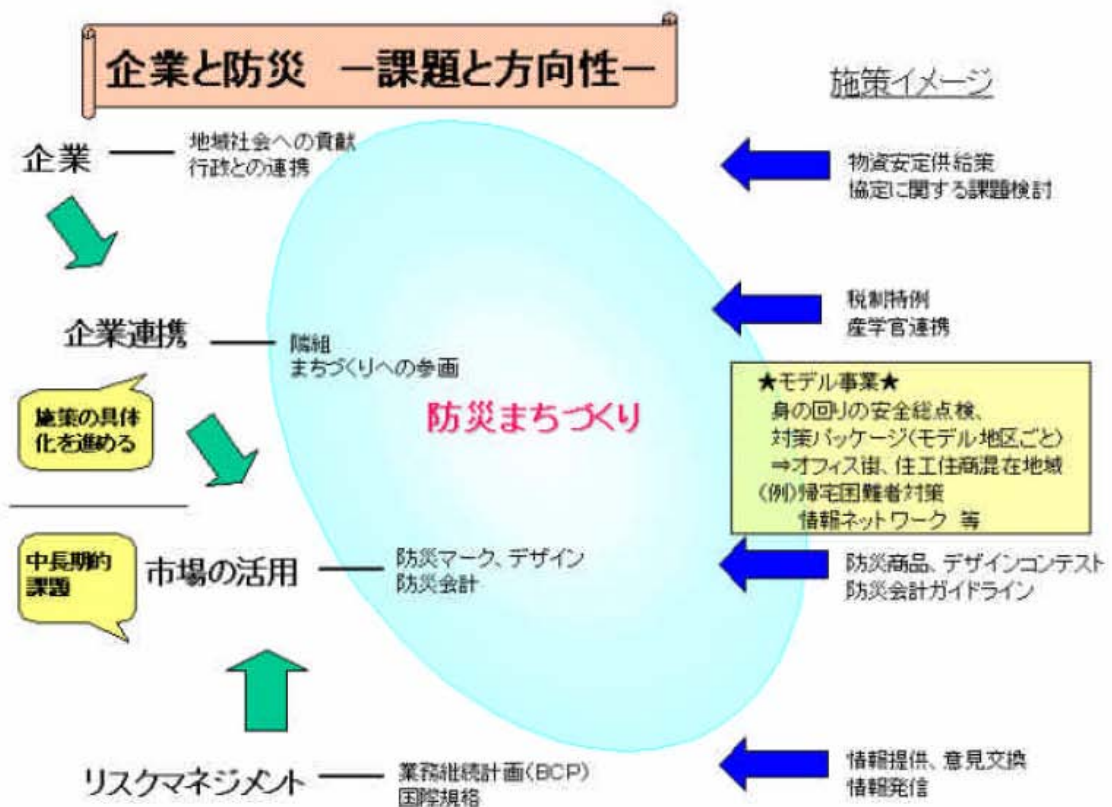 企業と防災 ー課題と方向性ー
施策イメージ
企業
地域社会への貢献
行政との連携
物資安定供給策
協定に関する課題検討
税制特例
産学官連携
企業連携
隣組
まちづくりへの参画
施策の具体
化を進める
防災まちづくり
★モデル事業★
身の回りの安全総点検、
対策パッケージ(モデル地区ごと)
⇒オフィス街、住工住商混在地域
(例)帰宅困難者対策
情報ネットワーク 等
中長期的
課題
市場の活用
防災マーク、デザイン
防災会計
防災商品、デザインコンテスト
防災会計ガイドライン
リスクマネジメント
業務継続計画(BCP)
国際規格
情報提供、意見交換
情報発信